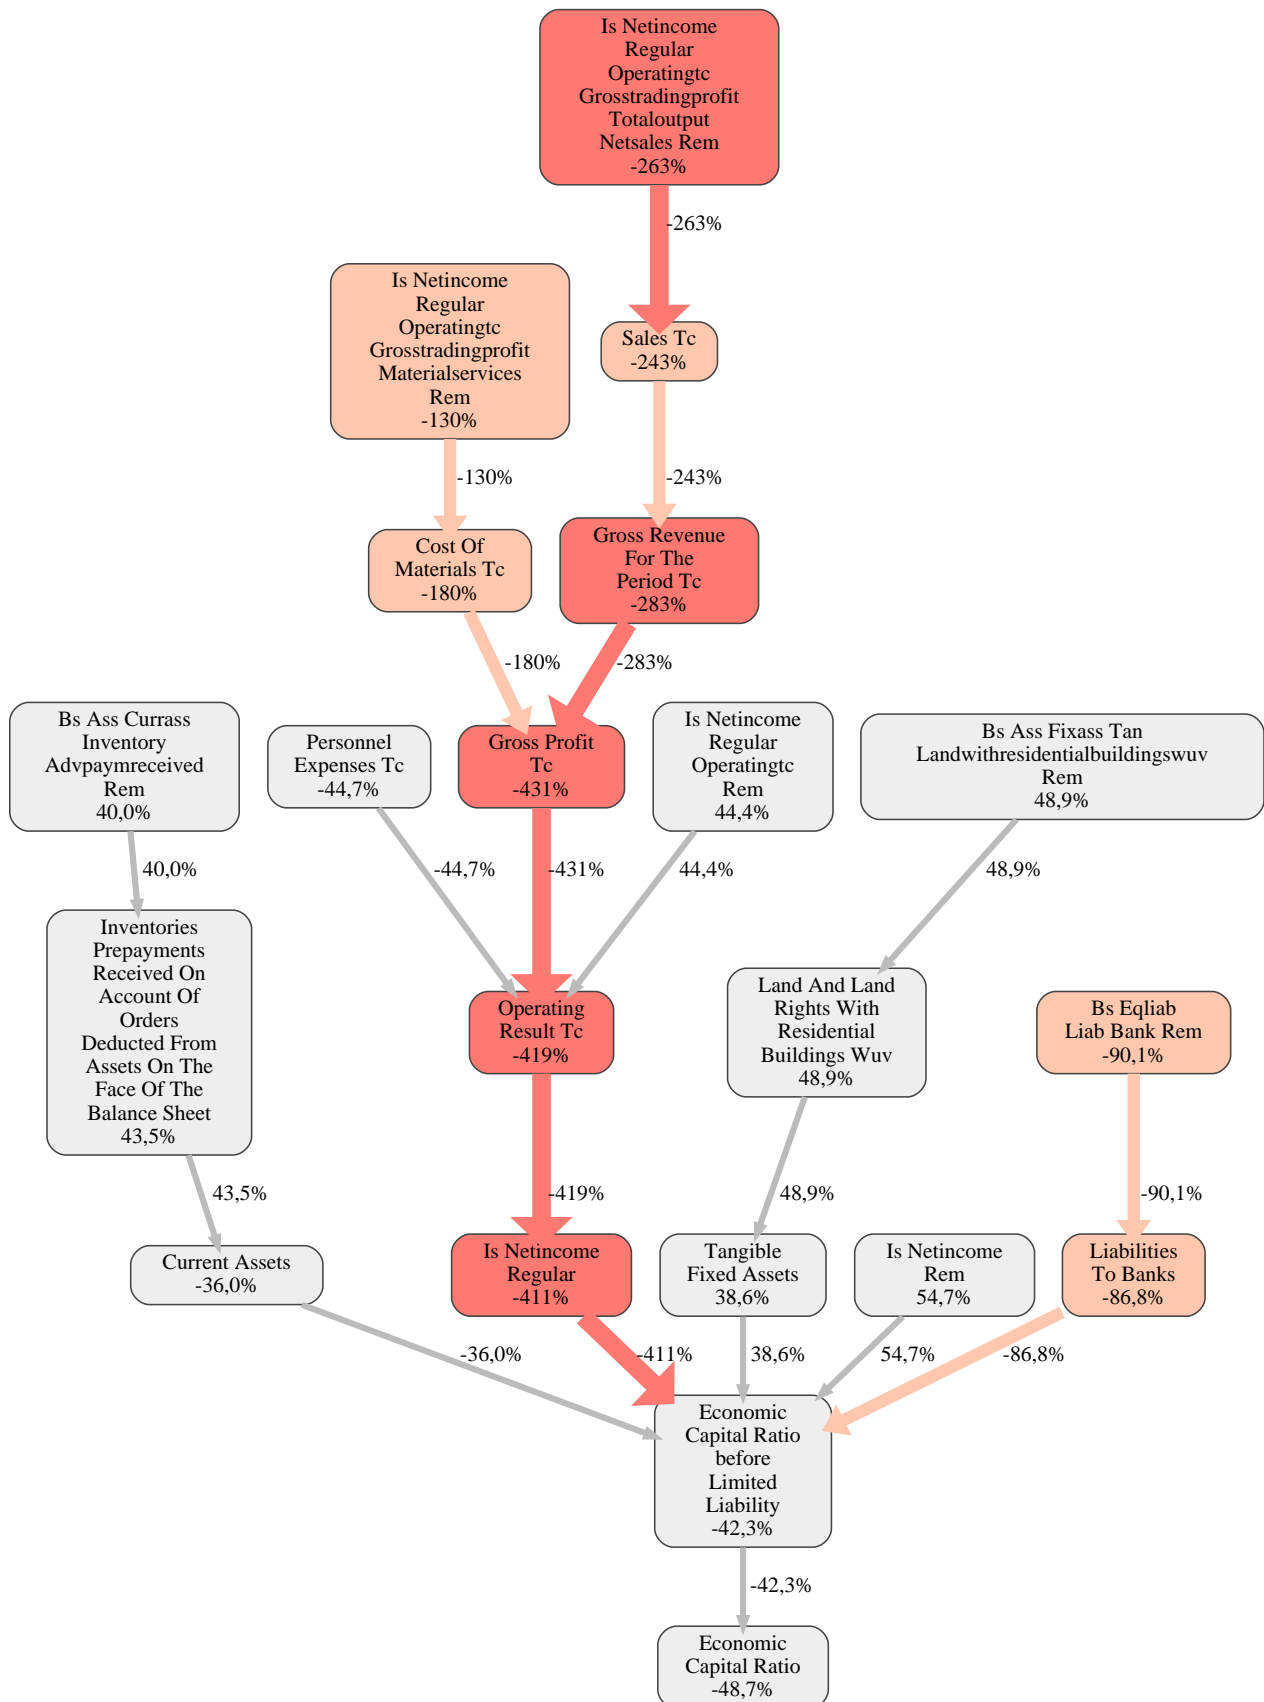 Is Netincome
Regular
Operatingtc
Grosstradingprofit
Totaloutput
Netsales Rem
-263%
-263%
Is Netincome
Regular
Operatingtc
Grosstradingprofit
Materialservices
Rem
-130%
Sales Tc
-243%
-130%
-243%
Cost Of
Materials Tc
-180%
Gross Revenue
For The
Period Tc
-283%
-180%
-283%
Bs Ass Currass
Inventory
Advpaymreceived
Rem
40,0%
Personnel
Expenses Tc
-44,7%
Gross Profit
Tc
-431%
Is Netincome
Regular
Operatingtc
Rem
44,4%
Bs Ass Fixass Tan
Landwithresidentialbuildingswuv
Rem
48,9%
40,0%
-44,7%
-431%
44,4%
48,9%
Inventories
Prepayments
Received On
Account Of
Orders
Deducted From
Assets On The
Face Of The
Balance Sheet
43,5%
Operating
Result Tc
-419%
Land And Land
Rights With
Residential
Buildings Wuv
48,9%
Bs Eqliab
Liab Bank Rem
-90,1%
43,5%
-419%
48,9%
-90,1%
Current Assets
-36,0%
Is Netincome
Regular
-411%
Tangible
Fixed Assets
38,6%
Is Netincome
Rem
54,7%
Liabilities
To Banks
-86,8%
-36,0%
-411%
38,6%
54,7%
-86,8%
Economic
Capital Ratio
before
Limited
Liability
-42,3%
-42,3%
Economic
Capital Ratio
-48,7%